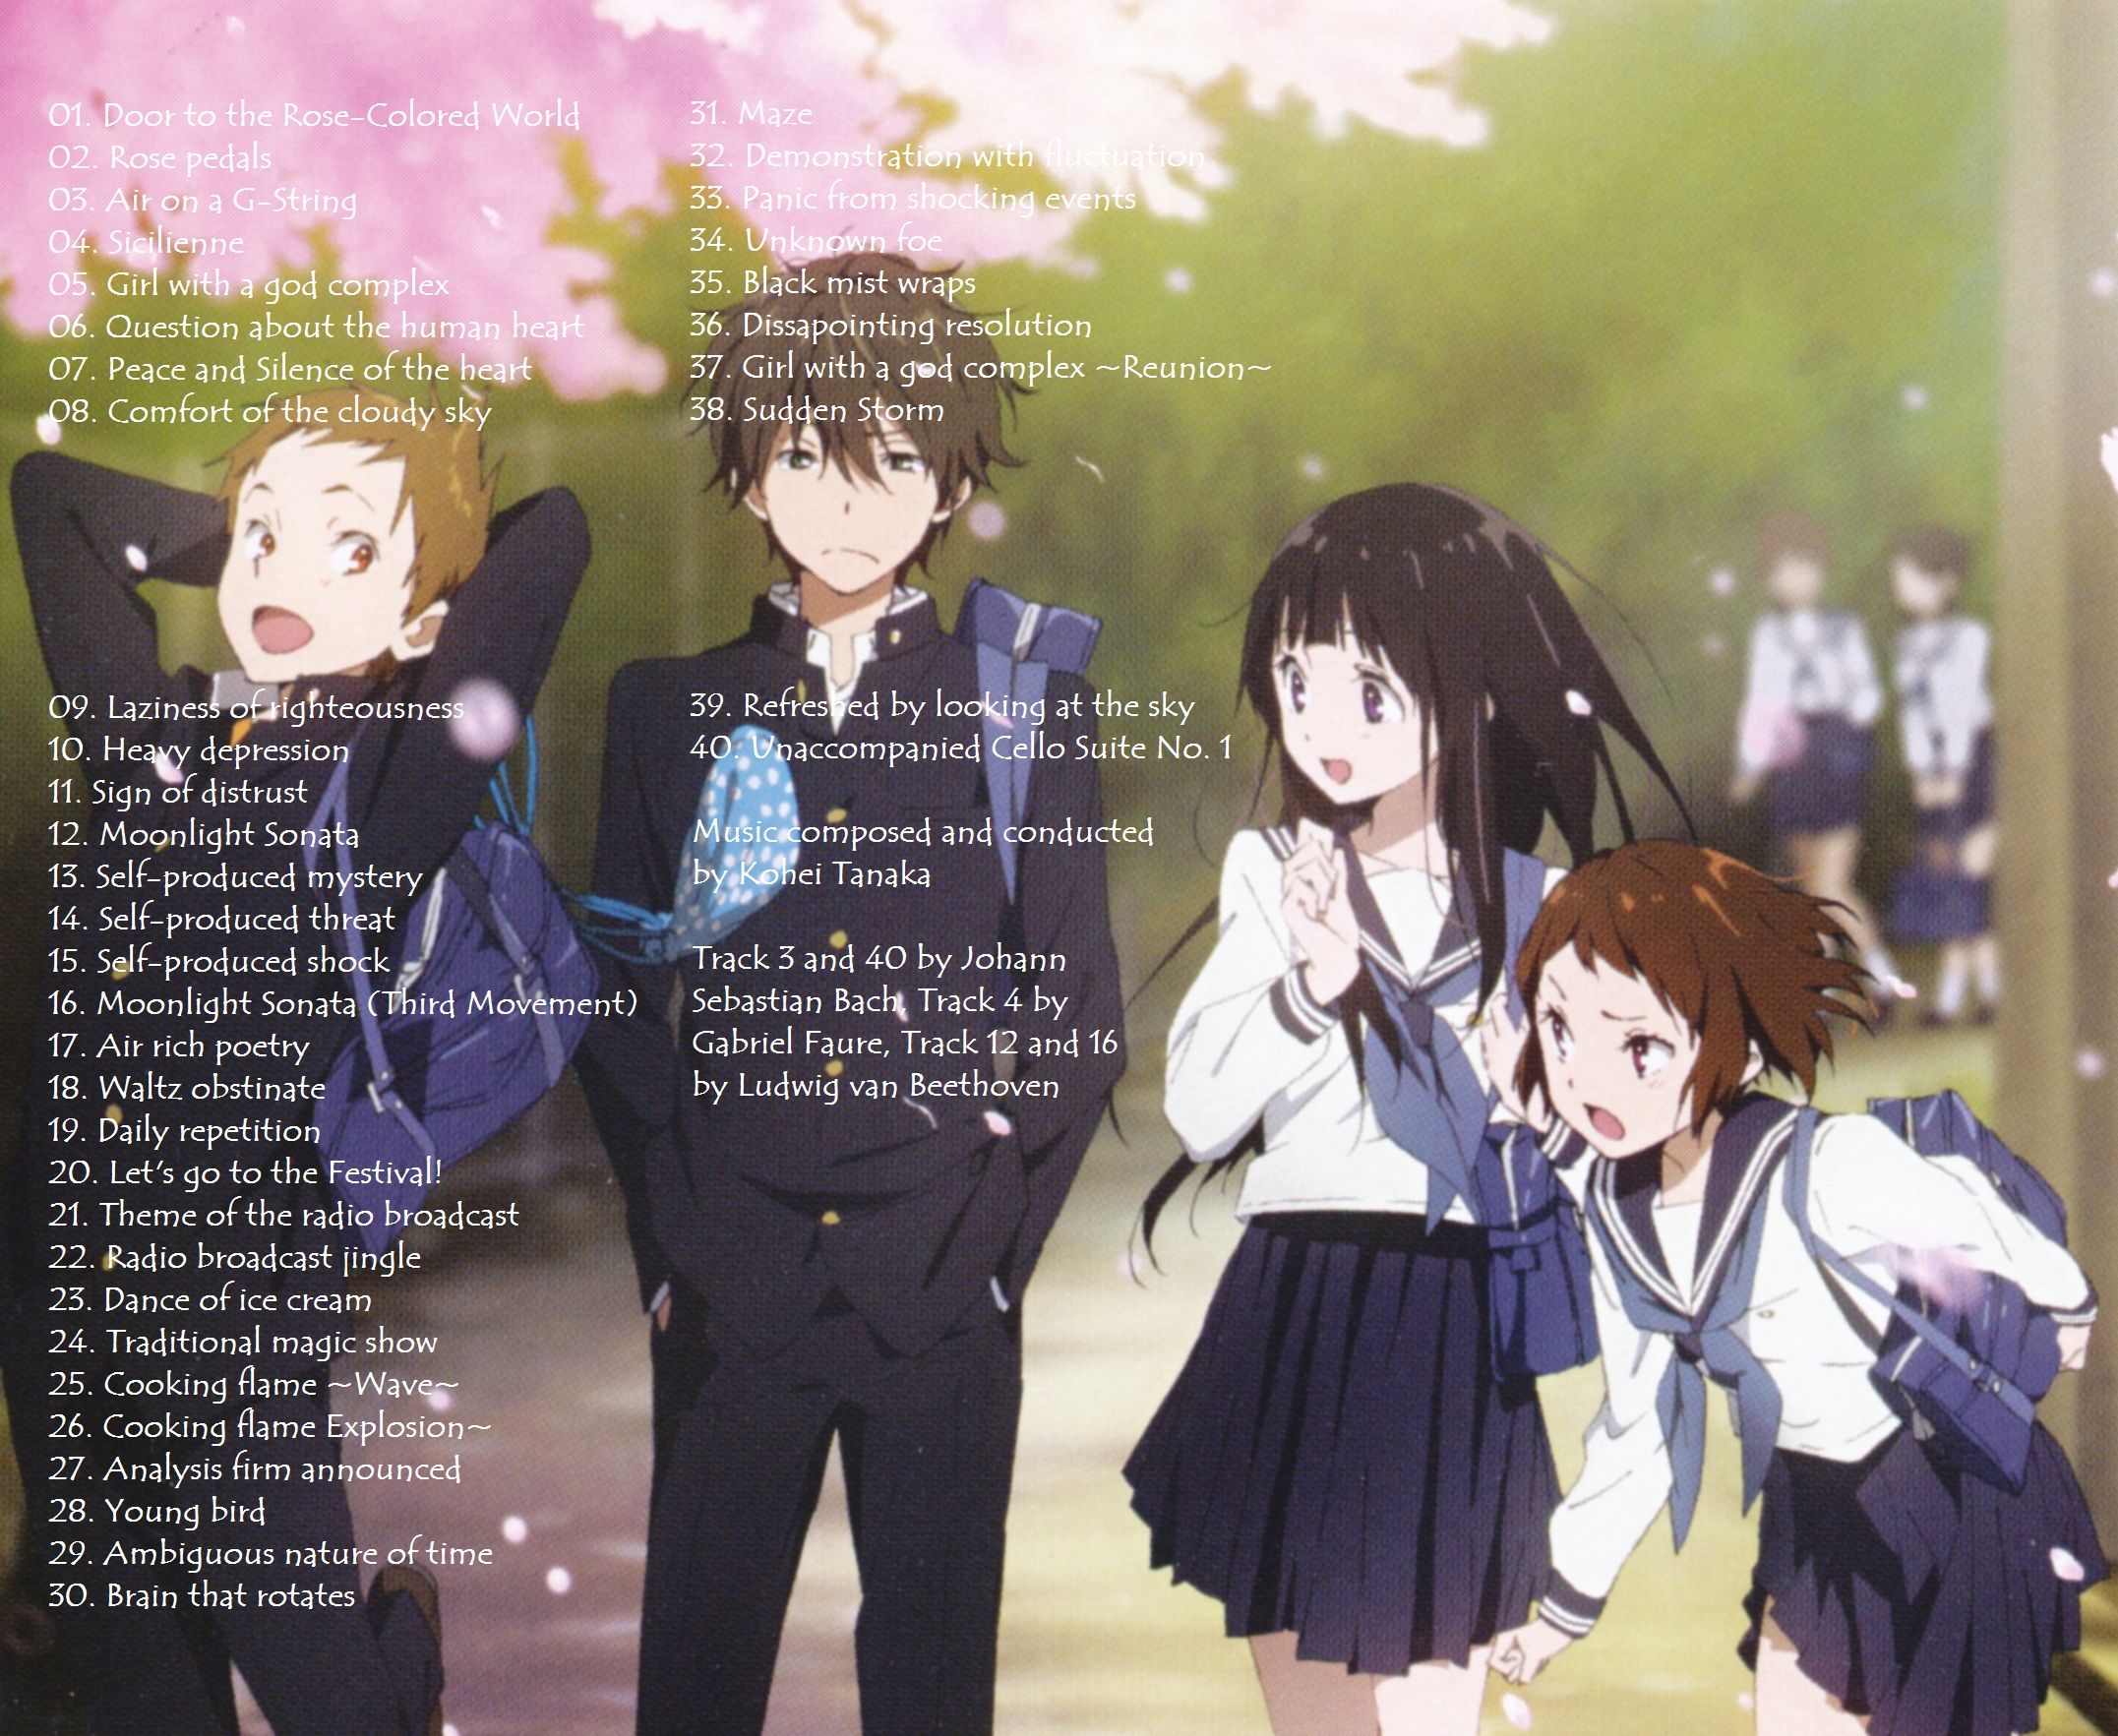 01. Door to the Rose-Colored World
02. Rose pedals
03. Air on a G-String
04. Sicilienne
05. Girl with a god complex
06. Question about the human heart
07. Peace and Silence of the heart
08. Comfort of the cloudy sky
09. Laziness of righteousness
10. Heavy depression
11. Sign of distrust
12. Moonlight Sonata
13. Self-produced mystery
14. Self-produced threat
15. Self-produced shock
16. Moonlight Sonata (Third Movement)
17. Air rich poetry
18. Waltz obstinate
19. Daily repetition
20. Let's go to the Festival!
21. Theme of the radio broadcast
22. Radio broadcast jingle
23. Dance of ice cream
24. Traditional magic show
25. Cooking flame ~Wave~
26. Cooking flame Explosion~
27. Analysis firm announced
28. Young bird
29. Ambiguous nature of time
30. Brain that rotates
31. Maze
32. Demonstration with fluctuation
33. Panic from shocking events
34. Unknown foe
35. Black mist wraps
36. Dissapointing resolution
37. Girl with a god complex ~Reunion~
38. Sudden Storm
39. Refreshed by looking at the sky
40. Unaccompanied Cello Suite No. 1
Music composed and conducted
by Kohei Tanaka
Track 3 and 40 by Johann
Sebastian Bach, Track 4 by
Gabriel Faure, Track 12 and 16
by Ludwig van Beethoven